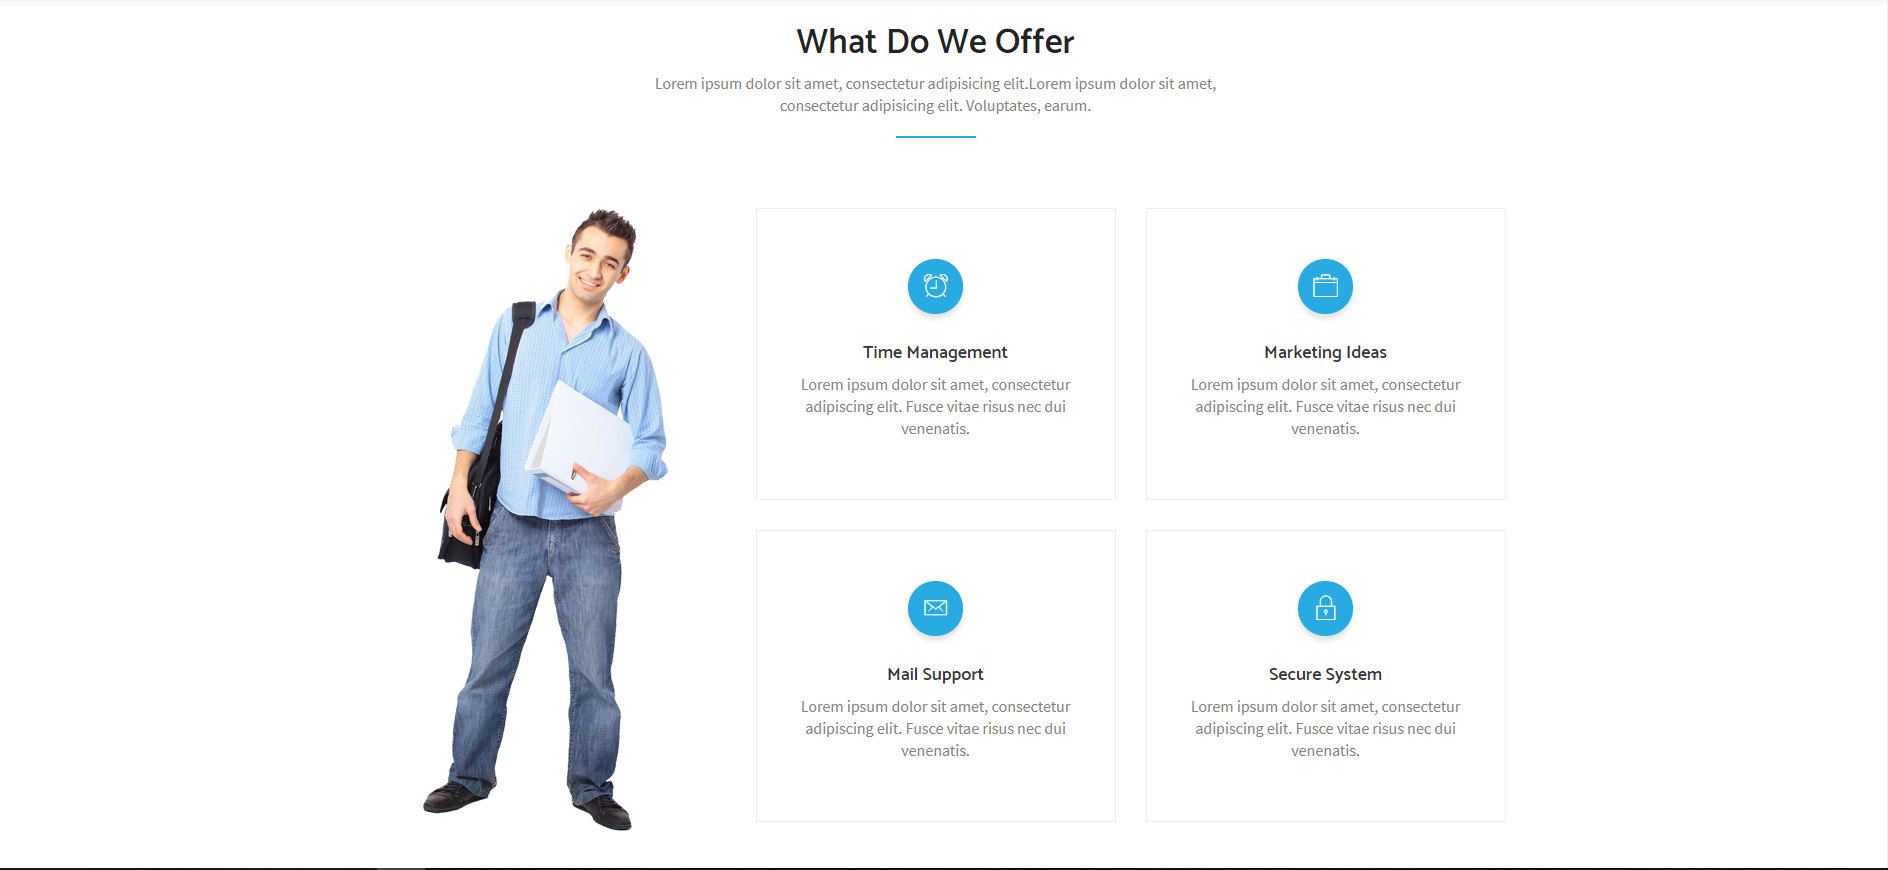 What Do We Offer
Lorem ipsum dolor sit amet, consectetur adipisicing elit.Lorem ipsum dolor sit amet,
consectetur adipisicing elit. Voluptates, earum.
Time Management
Lorem ipsum dolor sit amet, consectetur
adipiscing elit. Fusce vitae risus nec dui
venenatis.
Marketing Ideas
Lorem ipsum dolor sit amet, consectetur
adipiscing elit. Fusce vitae risus nec dui
venenatis.
Mail Support
Lorem ipsum dolor sit amet, consectetur
adipiscing elit. Fusce vitae risus nec dui
venenatis.
Secure System
Lorem ipsum dolor sit amet, consectetur
adipiscing elit. Fusce vitae risus nec dui
venenatis.